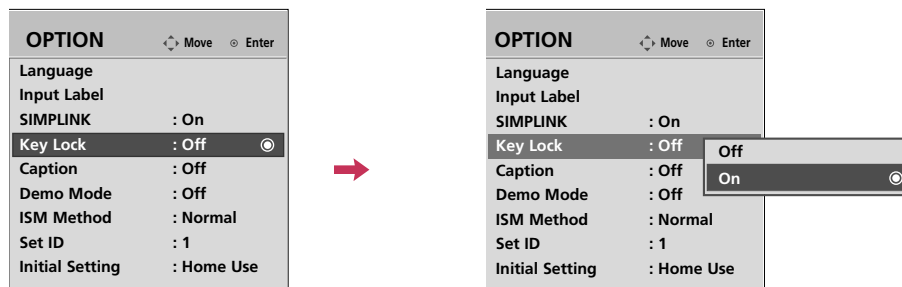 OPTION Move Enter
Language
Input Label
SIMPLINK : On
Key Lock : Off
Caption : Off
Demo Mode : Off
ISM Method : Normal
Set ID : 1
Initial Setting : Home Use
OPTION Move Enter
Language
Input Label
SIMPLINK : On
Key Lock : Off
Caption : Off
Demo Mode : Off
ISM Method : Normal
Set ID : 1
Initial Setting : Home Use
Off
On